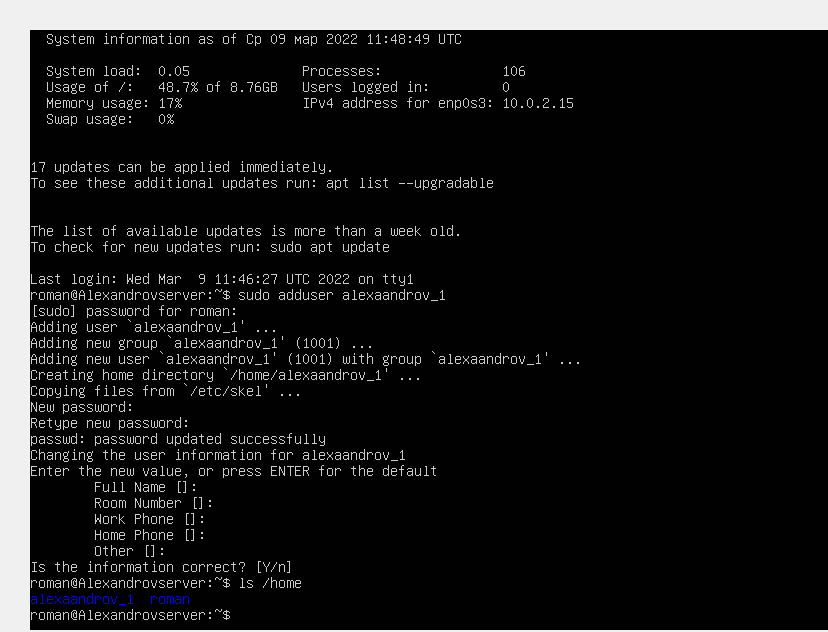 System information as of Ср 09 мар 2022 11:48:49 UTC
System load:  0.05              Processes:               106
Usage of /:   48.7% of 8.76GB   Users logged in:         0
Memory usage: 17%               IPv4 address for enp0s3: 10.0.2.15
Swap usage:   0%
17 updates can be applied immediately.
To see these additional updates run: apt list --upgradable
The list of available updates is more than a week old.
To check for new updates run: sudo apt update
Last login: Wed Mar  9 11:46:27 UTC 2022 on tty1
roman@Alexandrovserver:~$ sudo adduser alexaandrov_1
[sudo] password for roman:
Adding user `alexaandrov_1' ...
Adding new group `alexaandrov_1' (1001) ...
Adding new user `alexaandrov_1' (1001) with group `alexaandrov_1' ...
Creating home directory `/home/alexaandrov_1' ...
Copying files from `/etc/skel' ...
New password:
Retype new password:
passwd: password updated successfully
Changing the user information for alexaandrov_1
Enter the new value, or press ENTER for the default
Full Name []:
Room Number []:
Work Phone []:
Home Phone []:
Other []:
Is the information correct? [Y/n]
roman@Alexandrovserver:~$ ls /home
alexaandrov_1  roman
roman@Alexandrovserver:~$